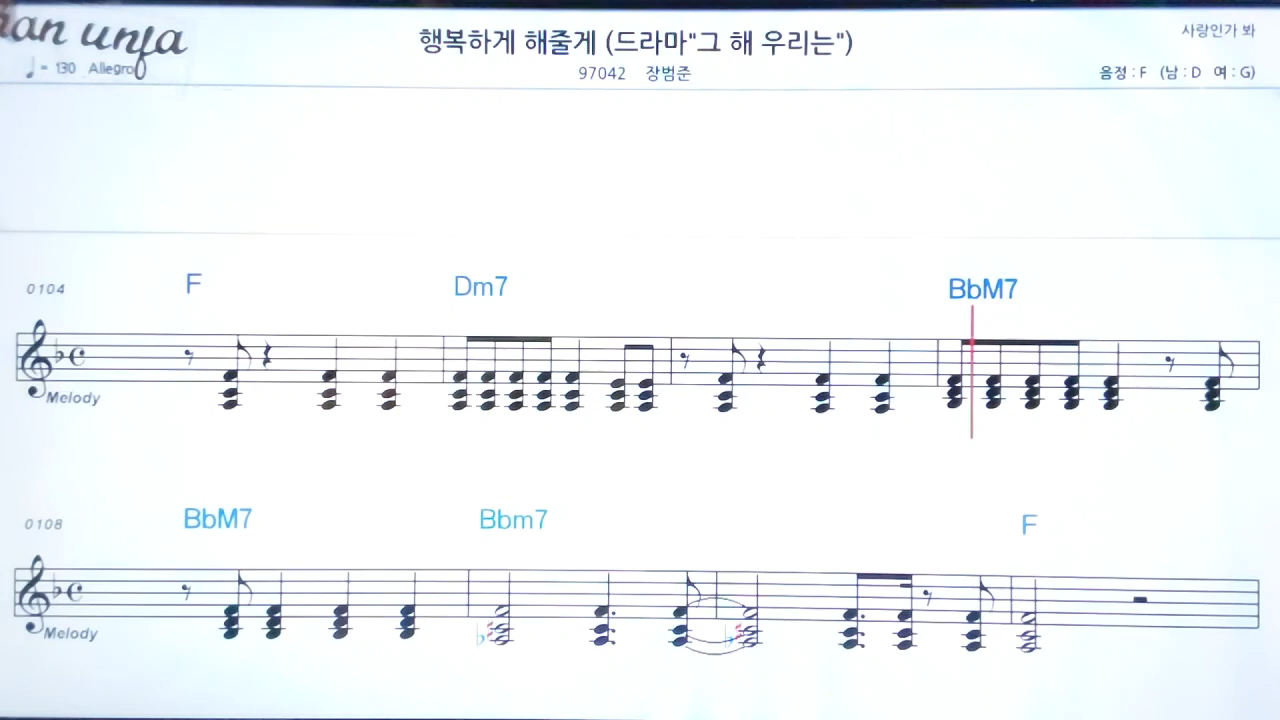 han unfa
행복하게 해줄게 (드라마"그 해 우리는")
사랑인가 봐
♩= 130 Allegro
97042 장범준
음정 : F (남 : D 여 : G)
0104 F Dm7 BbM7
Melody
0108 BbM7 Bbm7 F
Melody